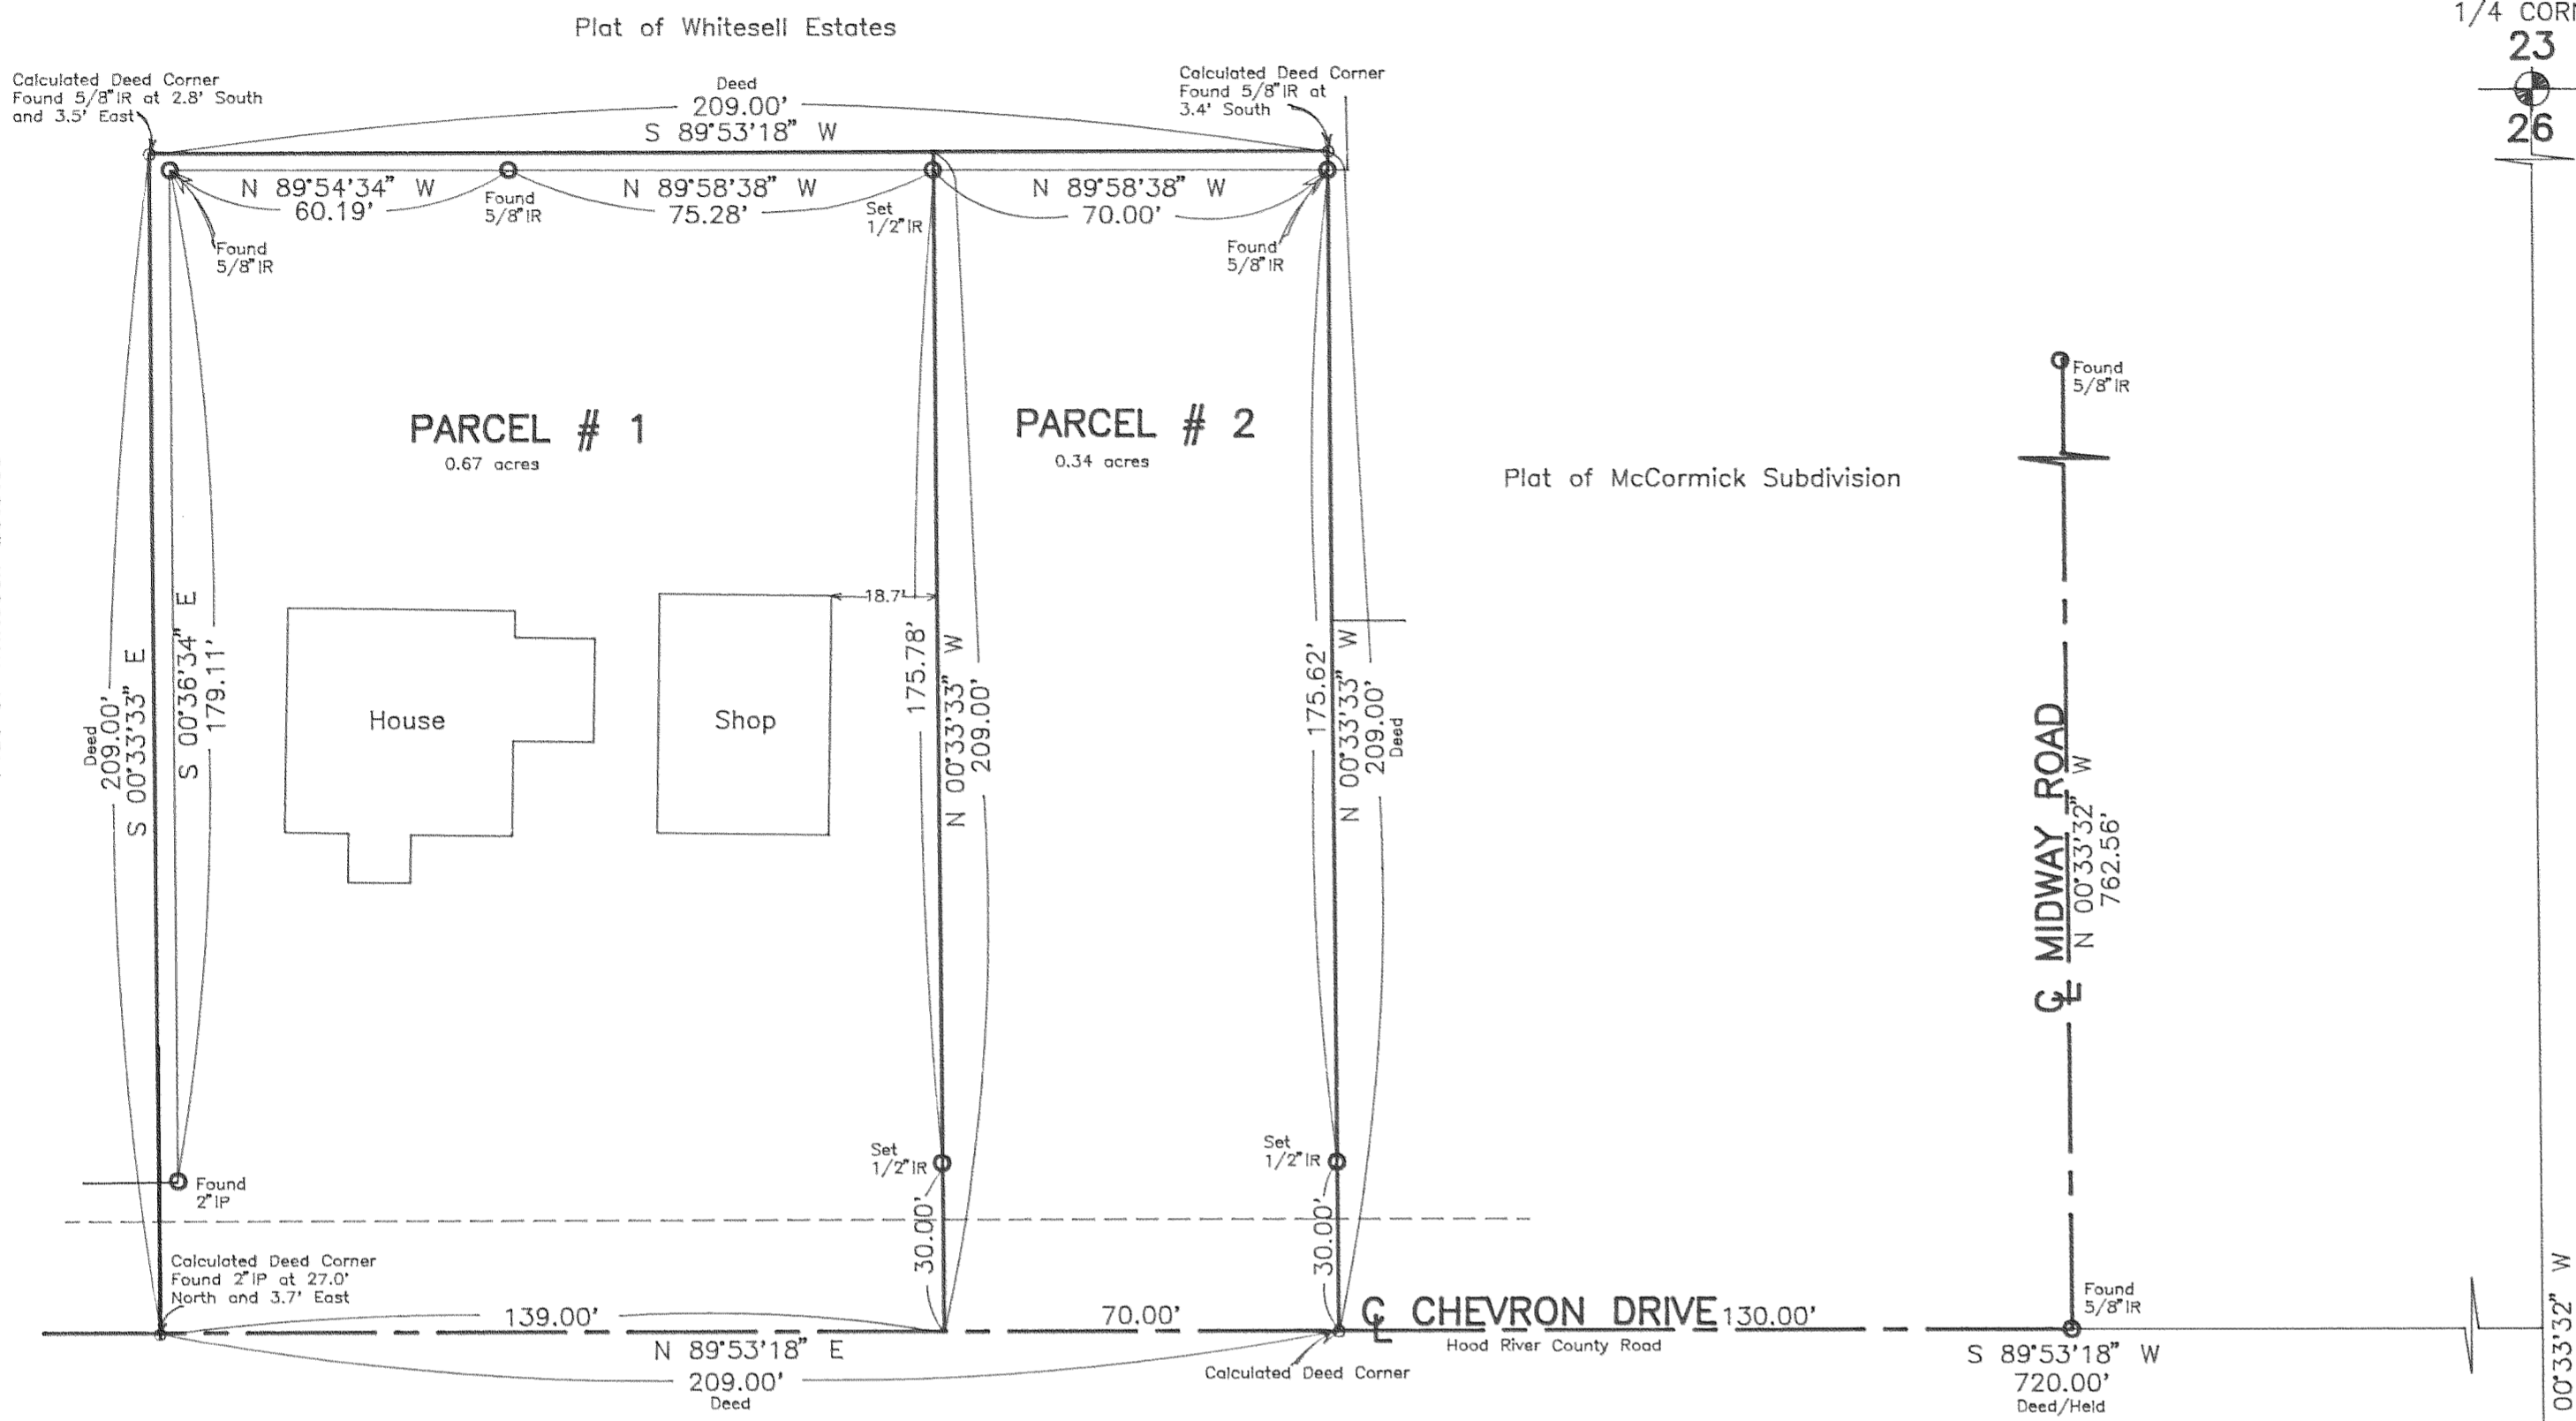 Plat of Whitesell Estates
1/4 COR
23
26
Calculated Deed Corner
Found 5/8"IR at 2.8' South
and 3.5' East
Deed
209.00'
S 89°53'18" W
Calculated Deed Corner
Found 5/8"IR at
3.4' South
N 89°54'34" W
60.19'
Found
5/8"IR
N 89°58'38" W
75.28'
Set
1/2"IR
N 89°58'38" W
70.00'
Found
5/8"IR
Found
5/8"IR
Found
5/8"IR
PARCEL # 1
0.67 acres
PARCEL # 2
0.34 acres
Plat of McCormick Subdivision
18.7'
House
Shop
Deed
209.00'
S 00°33'33" E
S 00°36'34" E
179.11'
175.78'
N 00°33'33" W
209.00'
175.62'
N 00°33'33" W
209.00'
Deed
℄ MIDWAY ROAD
N 00°33'32" W
762.56'
Found
2"IP
Set
1/2"IR
Set
1/2"IR
30.00'
30.00'
Calculated Deed Corner
Found 2"IP at 27.0'
North and 3.7' East
139.00'
70.00'
℄ CHEVRON DRIVE
130.00'
Hood River County Road
Found
5/8"IR
N 89°53'18" E
209.00'
Deed
Calculated Deed Corner
S 89°53'18" W
720.00'
Deed/Held
00°33'32" W